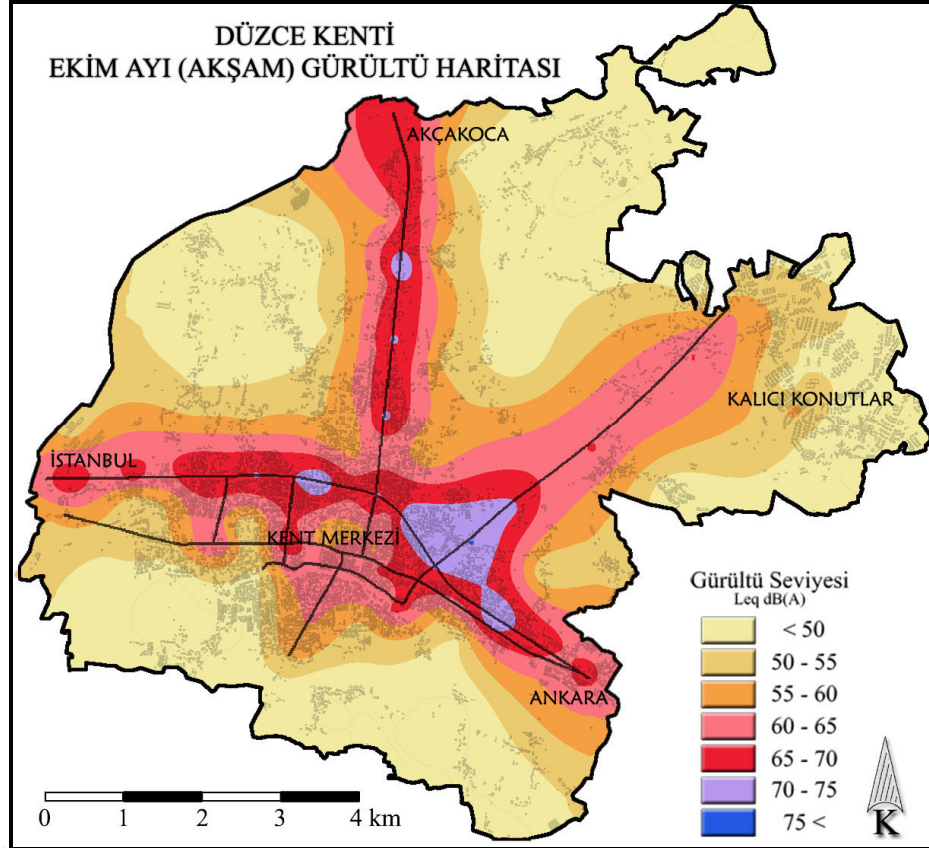 DÜZCE KENTİ
EKİM AYI (AKŞAM) GÜRÜLTÜ HARİTASI
AKÇAKOCA
KALICI KONUTLAR
İSTANBUL
KENT MERKEZİ
ANKARA
Gürültü Seviyesi
Leq dB(A)
< 50
50 - 55
55 - 60
60 - 65
65 - 70
70 - 75
75 <
0 1 2 3 4 km
K